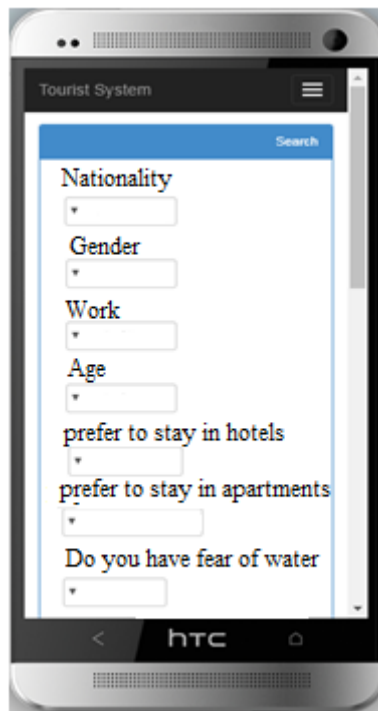 Tourist System
Search
Nationality
Gender
Work
Age
prefer to stay in hotels
prefer to stay in apartments
Do you have fear of water
hTC